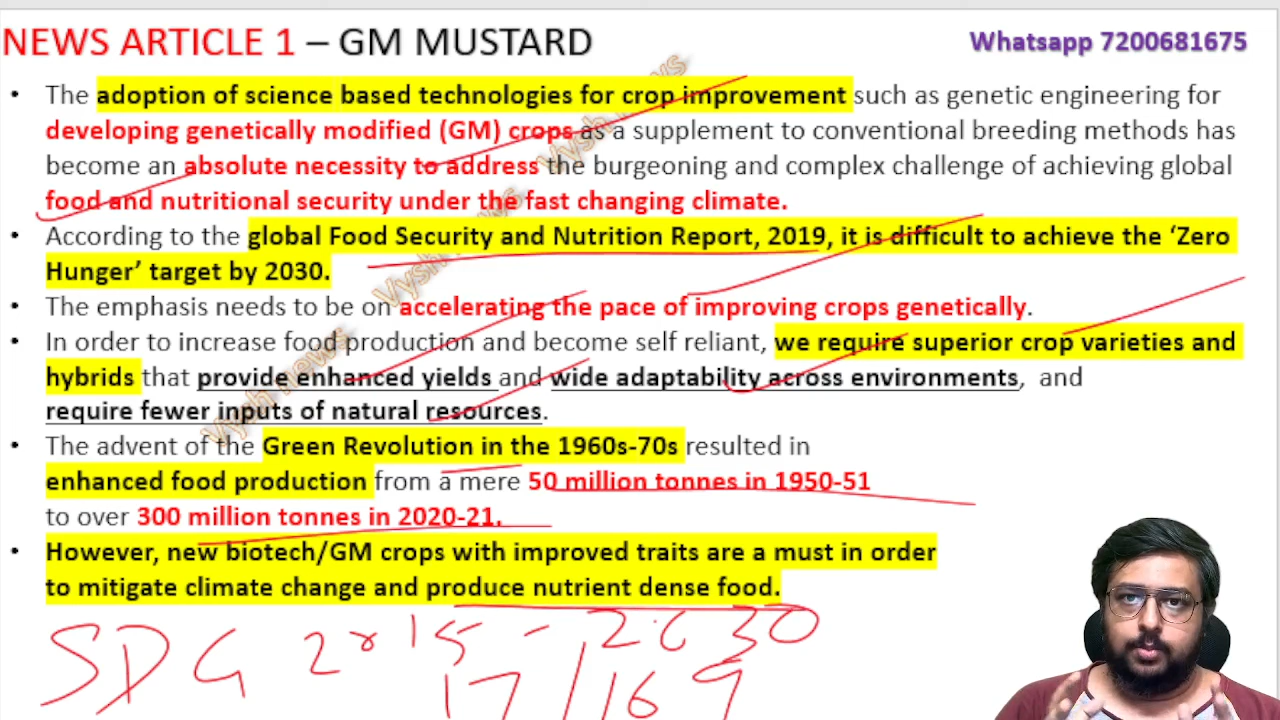 NEWS ARTICLE 1 – GM MUSTARD
Whatsapp 7200681675
• The adoption of science based technologies for crop improvement such as genetic engineering for
developing genetically modified (GM) crops as a supplement to conventional breeding methods has
become an absolute necessity to address the burgeoning and complex challenge of achieving global
food and nutritional security under the fast changing climate.
• According to the global Food Security and Nutrition Report, 2019, it is difficult to achieve the ‘Zero
Hunger’ target by 2030.
• The emphasis needs to be on accelerating the pace of improving crops genetically.
• In order to increase food production and become self reliant, we require superior crop varieties and
hybrids that provide enhanced yields and wide adaptability across environments, and
require fewer inputs of natural resources.
• The advent of the Green Revolution in the 1960s-70s resulted in
enhanced food production from a mere 50 million tonnes in 1950-51
to over 300 million tonnes in 2020-21.
• However, new biotech/GM crops with improved traits are a must in order
to mitigate climate change and produce nutrient dense food.
Vysh News
Vysh News
Vysh News
SDG 2015 - 2030
17 / 169